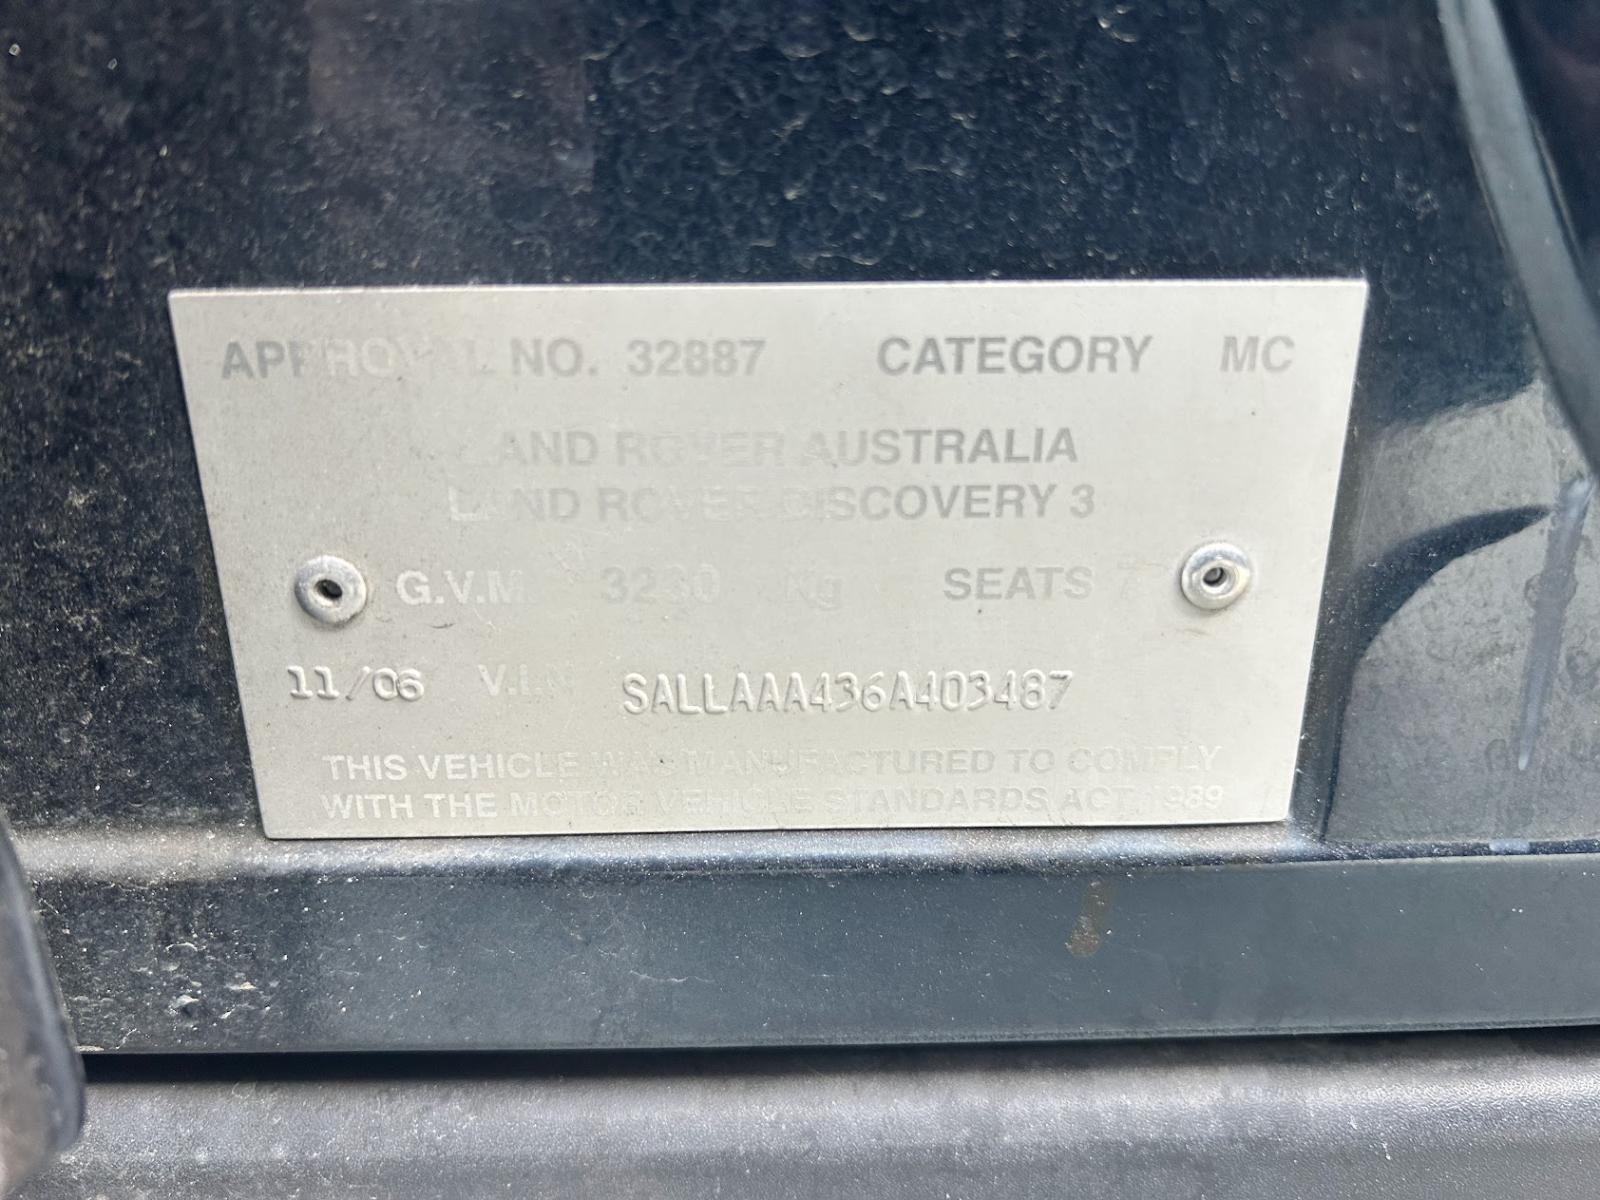 APPROVAL NO. 32887 CATEGORY MC
LAND ROVER AUSTRALIA
LAND ROVER DISCOVERY 3
G.V.M 3230 Kg SEATS 7
11/06 V.I.N SALLAAA436A403487
THIS VEHICLE WAS MANUFACTURED TO COMPLY
WITH THE MOTOR VEHICLE STANDARDS ACT 1989